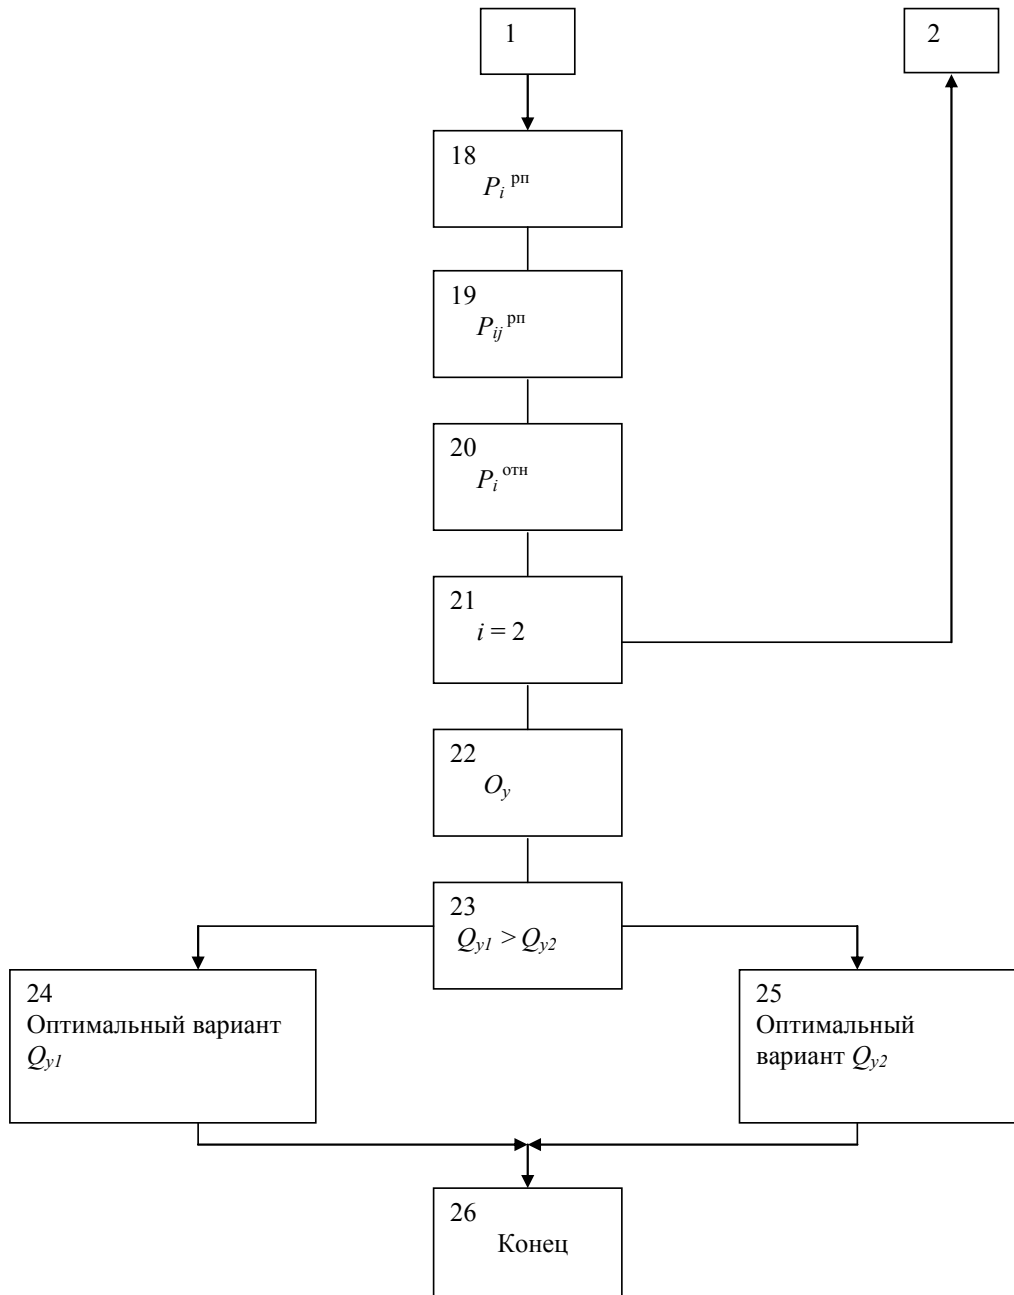 1
2
18
P_i^рп
19
P_ij^рп
20
P_i^отн
21
i = 2
22
O_y
23
Q_y1 > Q_y2
24
Оптимальный вариант
Q_y1
25
Оптимальный
вариант Q_y2
26
Конец